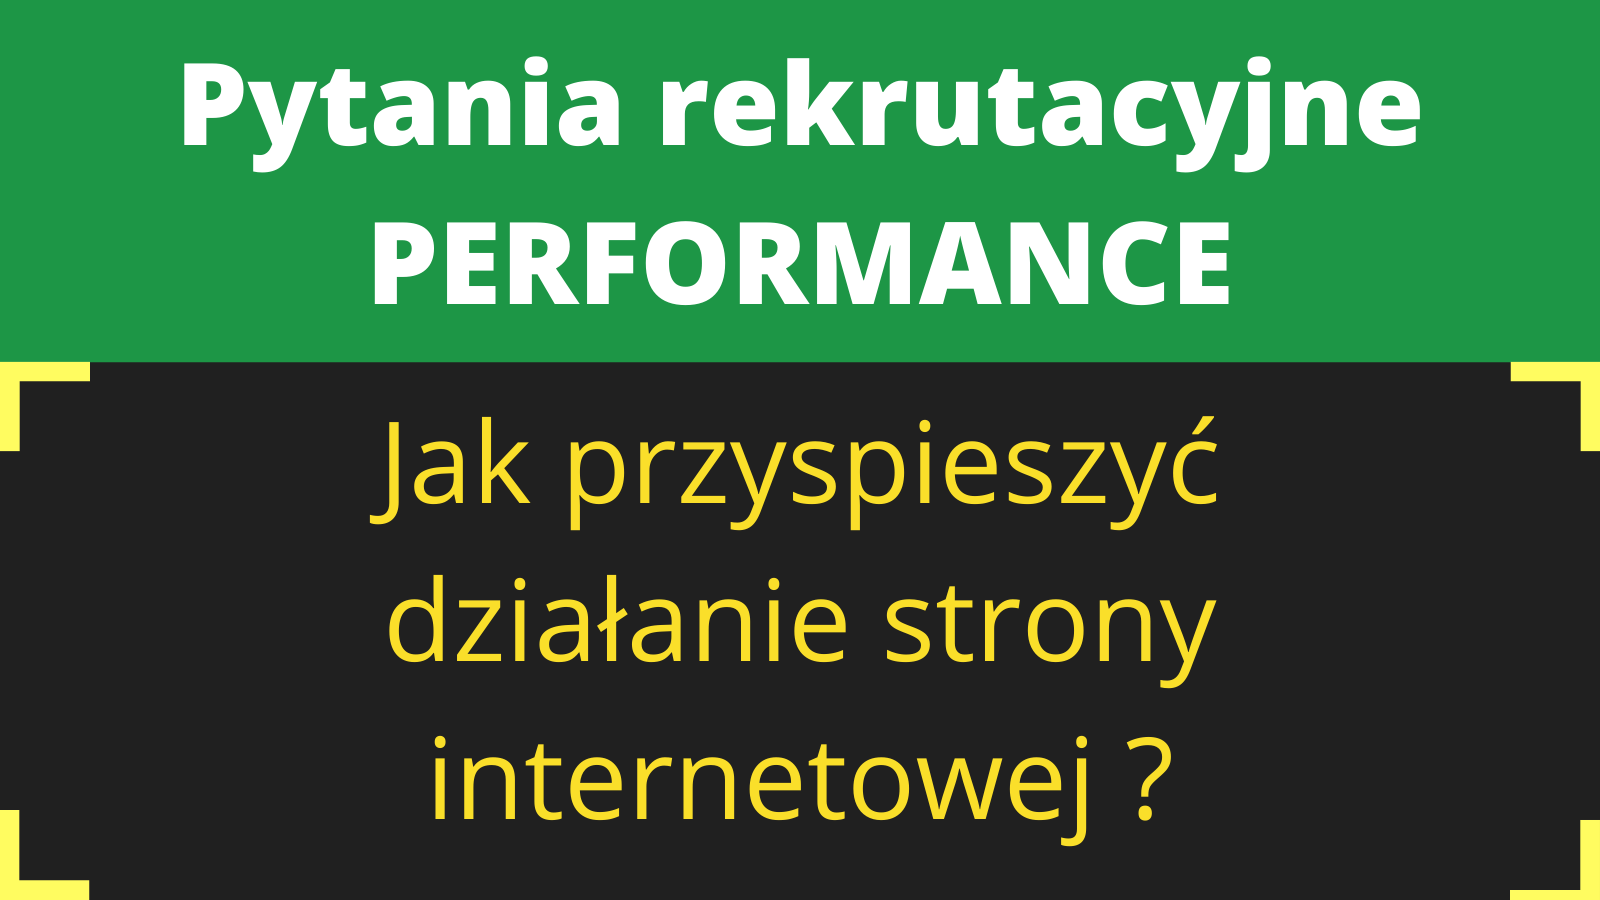 Pytania rekrutacyjne
PERFORMANCE
Jak przyspieszyć
działanie strony
internetowej ?